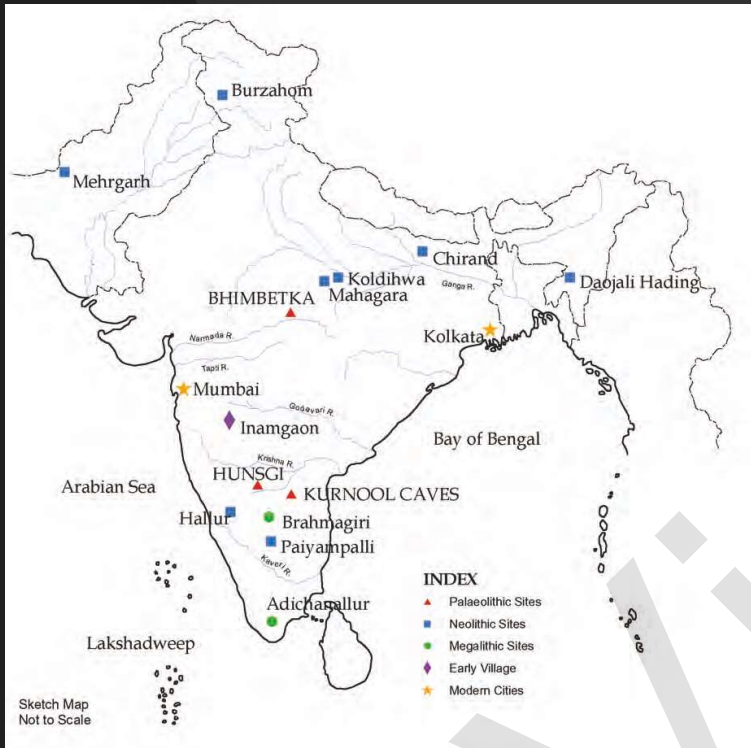 Burzahom
Mehrgarh
Chirand
Koldihwa
Mahagara
Ganga R.
Daojali Hading
BHIMBETKA
Kolkata
Narmada R.
Tapti R.
Mumbai
Godavari R.
Inamgaon
Bay of Bengal
Krishna R.
HUNSGI
Arabian Sea
KURNOOL CAVES
Hallur
Brahmagiri
Paiyampalli
Kaveri R.
INDEX
Palaeolithic Sites
Adichanallur
Neolithic Sites
Lakshadweep
Megalithic Sites
Early Village
Modern Cities
Sketch Map
Not to Scale